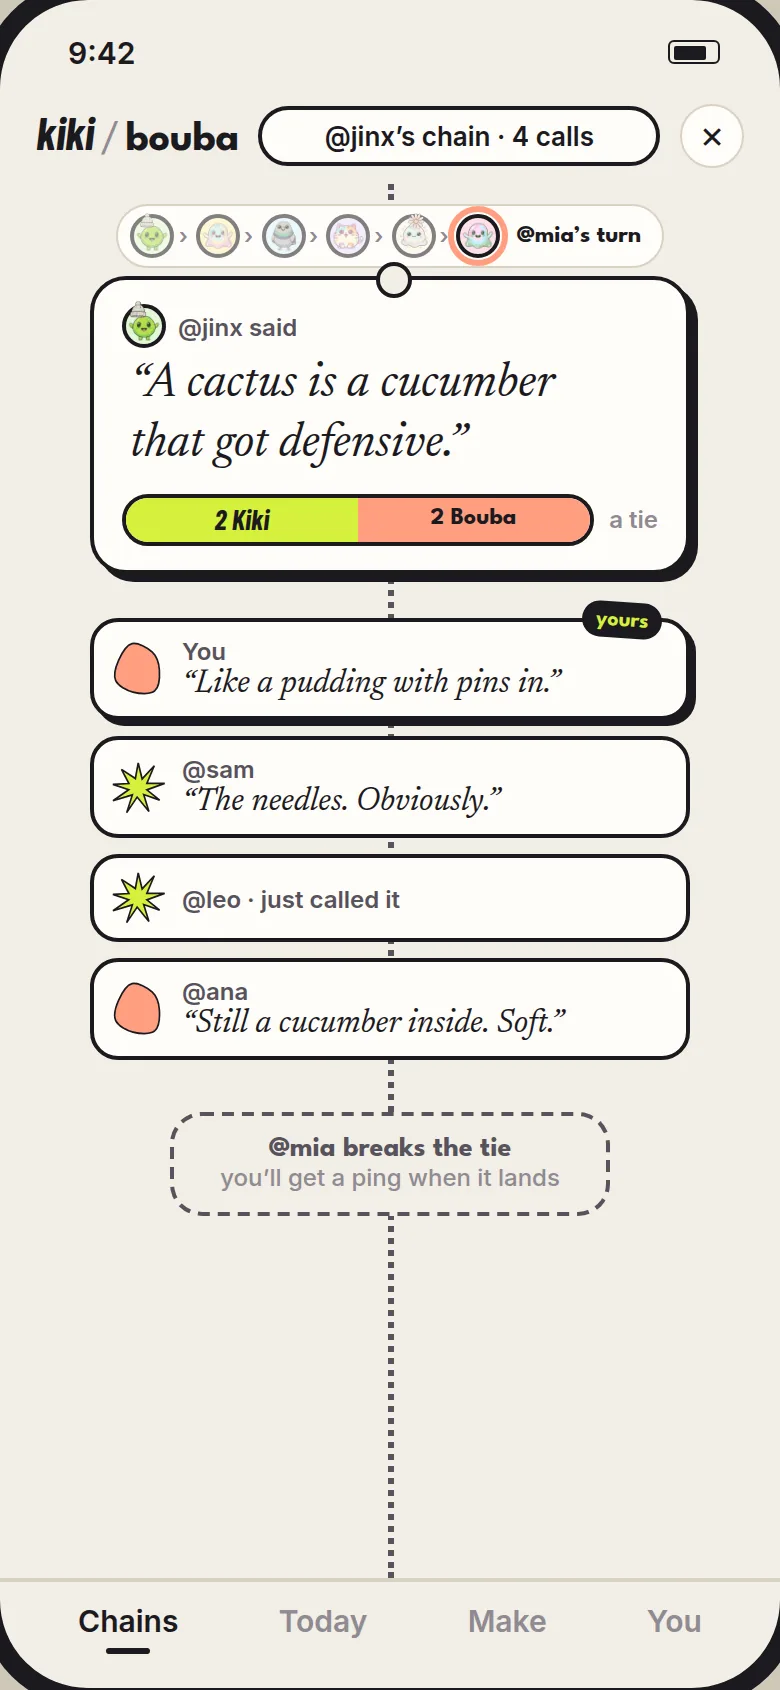 9:42
kiki / bouba
@jinx’s chain · 4 calls
✕
› › › › › @mia’s turn
@jinx said
“A cactus is a cucumber
that got defensive.”
2 Kiki
2 Bouba
a tie
yours
You
“Like a pudding with pins in.”
@sam
“The needles. Obviously.”
@leo · just called it
@ana
“Still a cucumber inside. Soft.”
@mia breaks the tie
you’ll get a ping when it lands
Chains
Today
Make
You